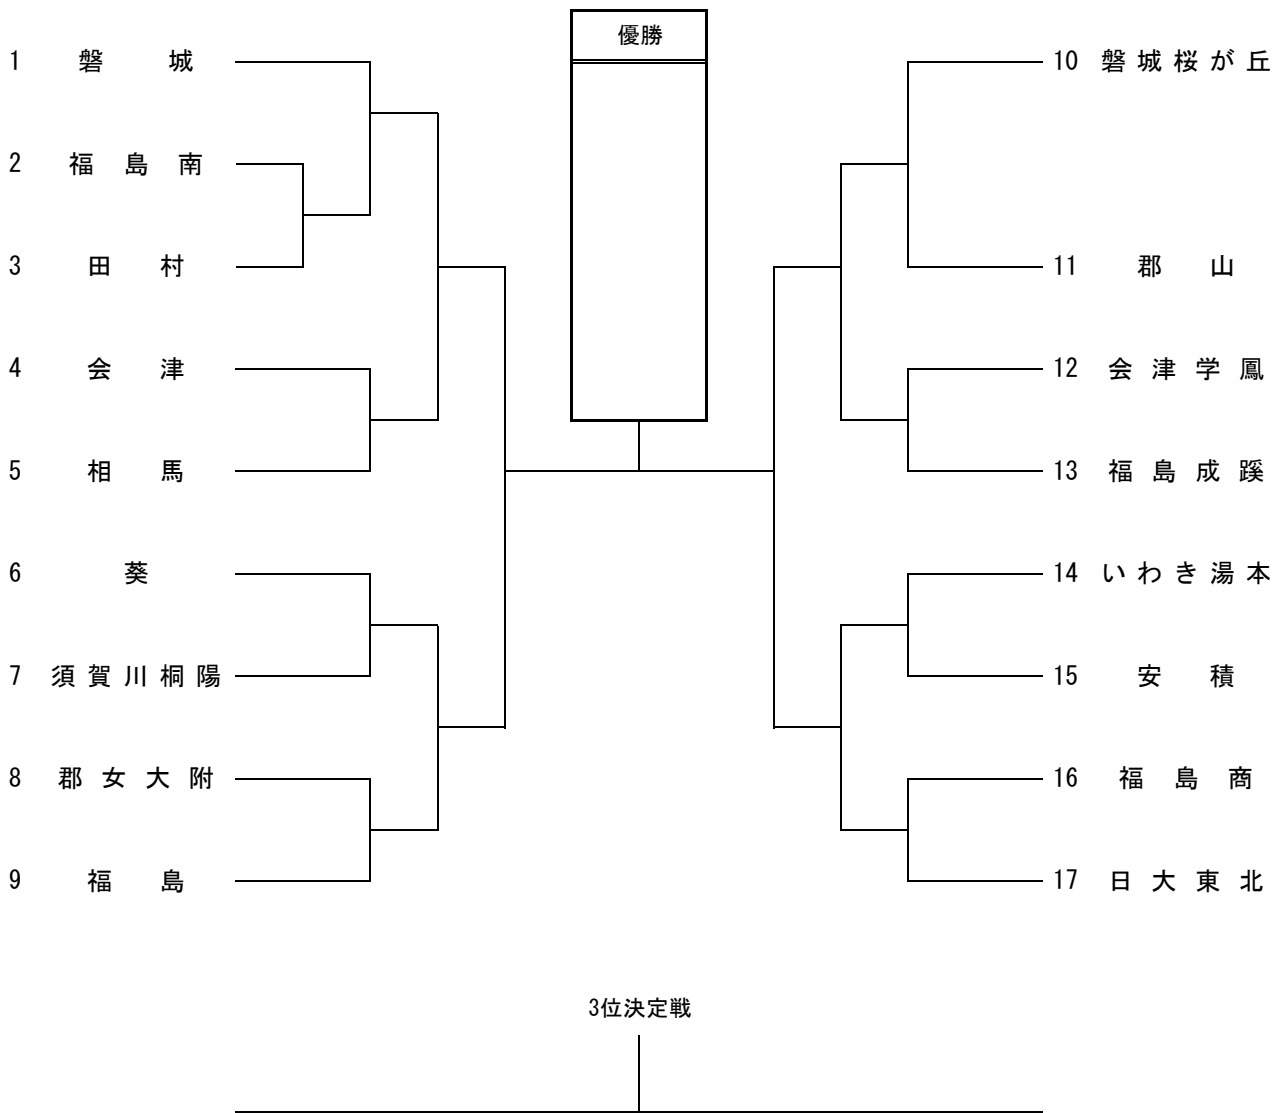 優勝
1 磐城
2 福島南
3 田村
4 会津
5 相馬
6 葵
7 須賀川桐陽
8 郡女大附
9 福島
10 磐城桜が丘
11 郡山
12 会津学鳳
13 福島成蹊
14 いわき湯本
15 安積
16 福島商
17 日大東北
3位決定戦